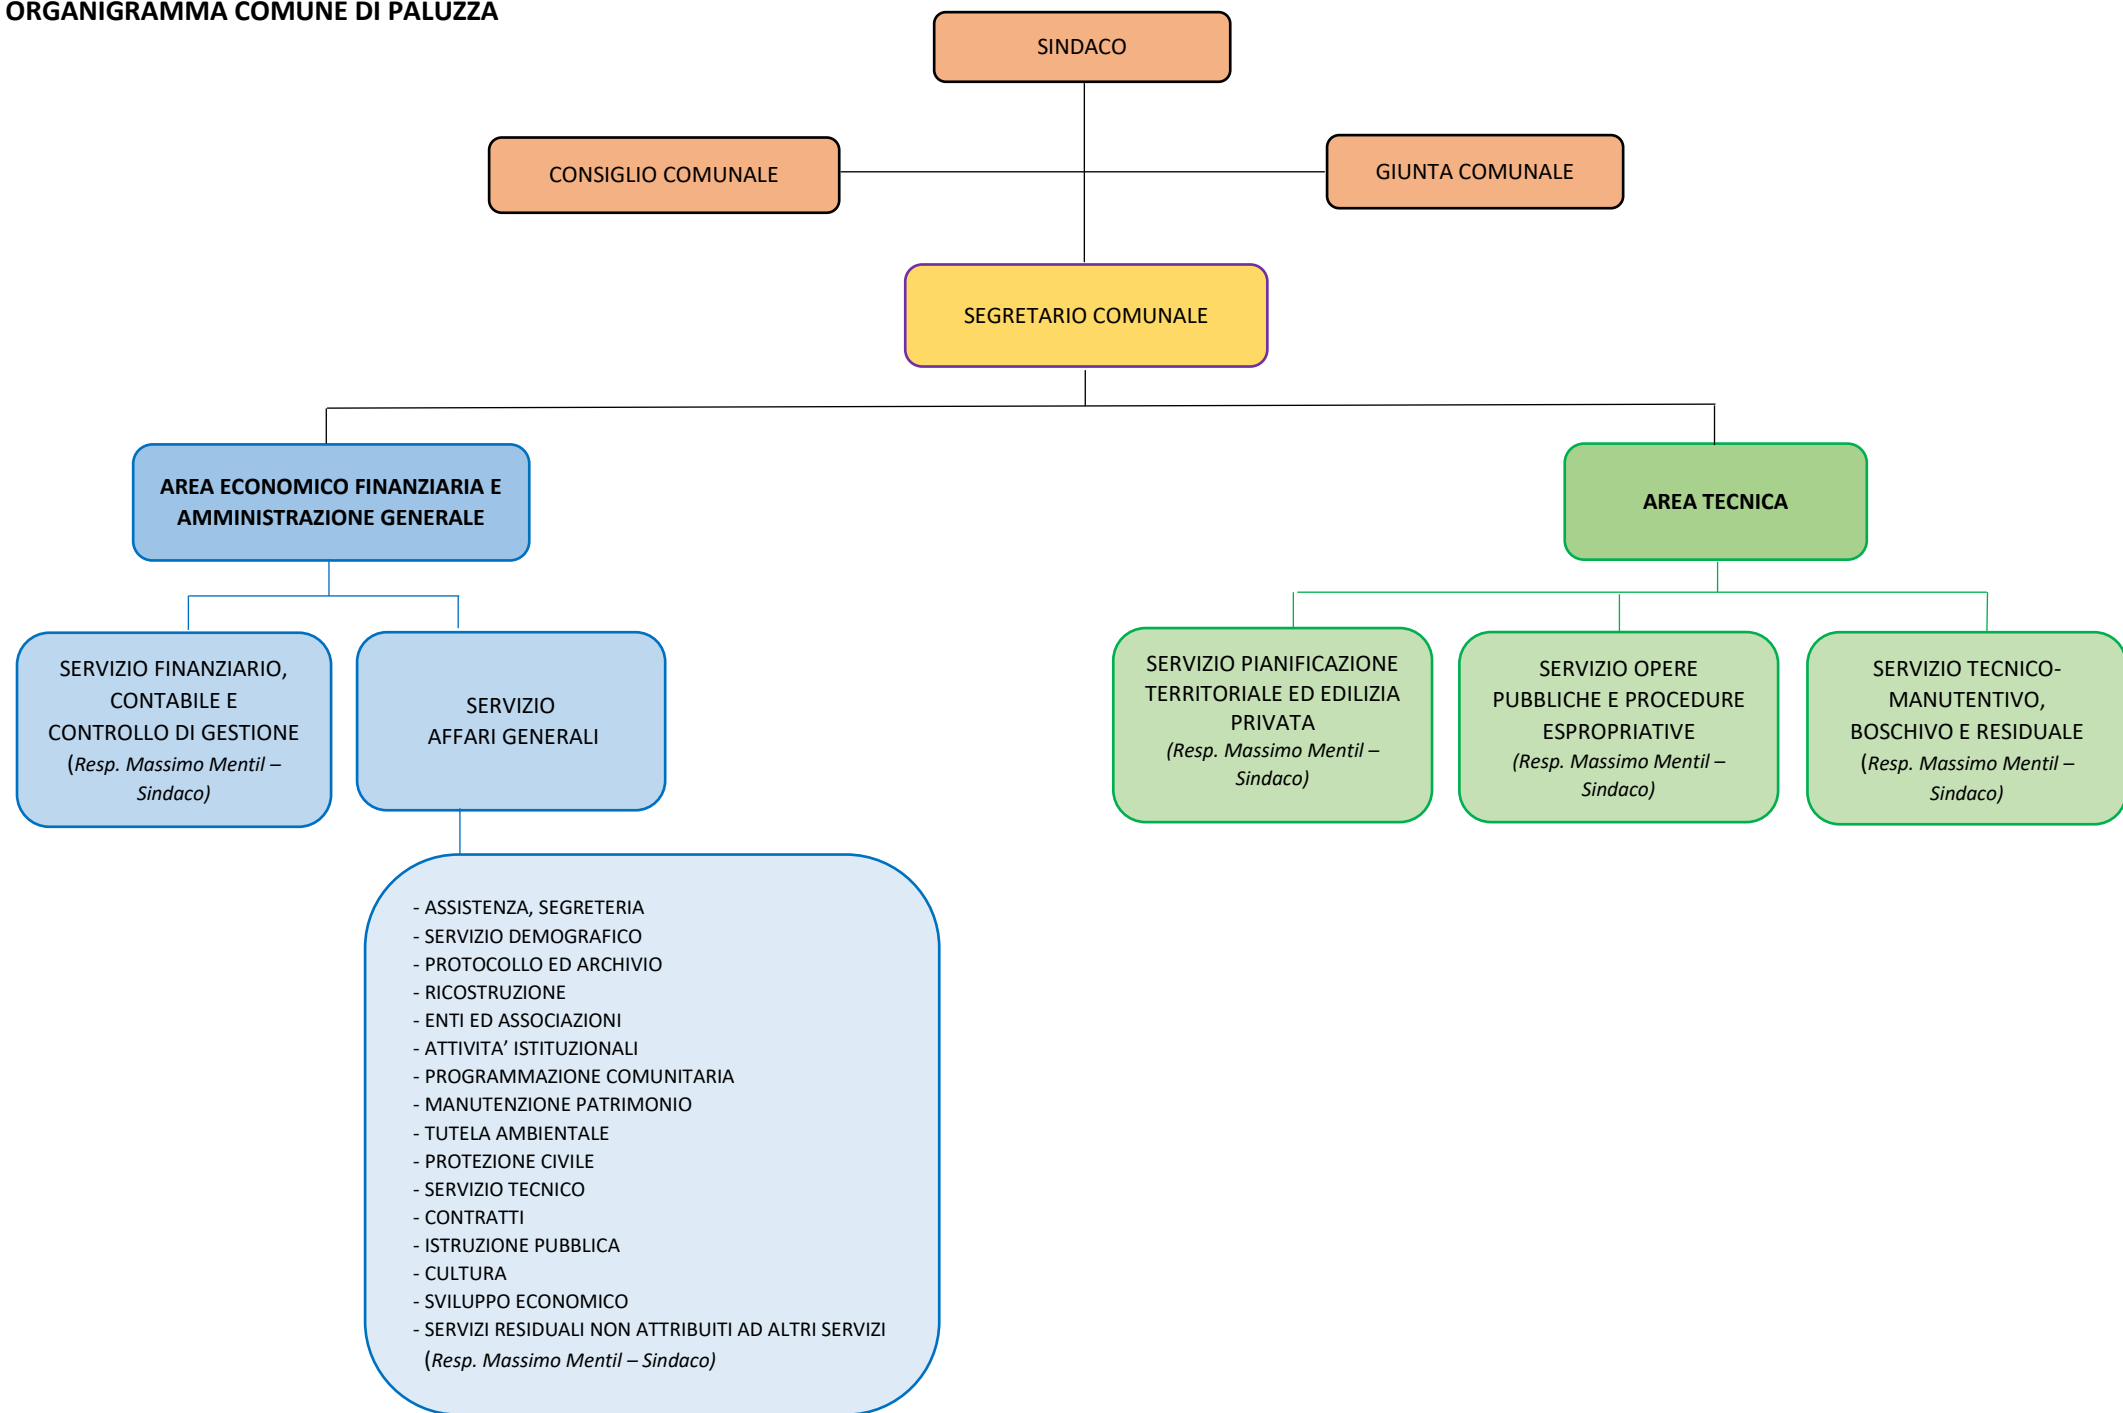 ORGANIGRAMMA COMUNE DI PALUZZA
SINDACO
CONSIGLIO COMUNALE
GIUNTA COMUNALE
SEGRETARIO COMUNALE
AREA ECONOMICO FINANZIARIA E
AMMINISTRAZIONE GENERALE
AREA TECNICA
SERVIZIO FINANZIARIO,
CONTABILE E
CONTROLLO DI GESTIONE
(Resp. Massimo Mentil –
Sindaco)
SERVIZIO
AFFARI GENERALI
SERVIZIO PIANIFICAZIONE
TERRITORIALE ED EDILIZIA
PRIVATA
(Resp. Massimo Mentil –
Sindaco)
SERVIZIO OPERE
PUBBLICHE E PROCEDURE
ESPROPRIATIVE
(Resp. Massimo Mentil –
Sindaco)
SERVIZIO TECNICO-
MANUTENTIVO,
BOSCHIVO E RESIDUALE
(Resp. Massimo Mentil –
Sindaco)
- ASSISTENZA, SEGRETERIA
- SERVIZIO DEMOGRAFICO
- PROTOCOLLO ED ARCHIVIO
- RICOSTRUZIONE
- ENTI ED ASSOCIAZIONI
- ATTIVITA’ ISTITUZIONALI
- PROGRAMMAZIONE COMUNITARIA
- MANUTENZIONE PATRIMONIO
- TUTELA AMBIENTALE
- PROTEZIONE CIVILE
- SERVIZIO TECNICO
- CONTRATTI
- ISTRUZIONE PUBBLICA
- CULTURA
- SVILUPPO ECONOMICO
- SERVIZI RESIDUALI NON ATTRIBUITI AD ALTRI SERVIZI
(Resp. Massimo Mentil – Sindaco)